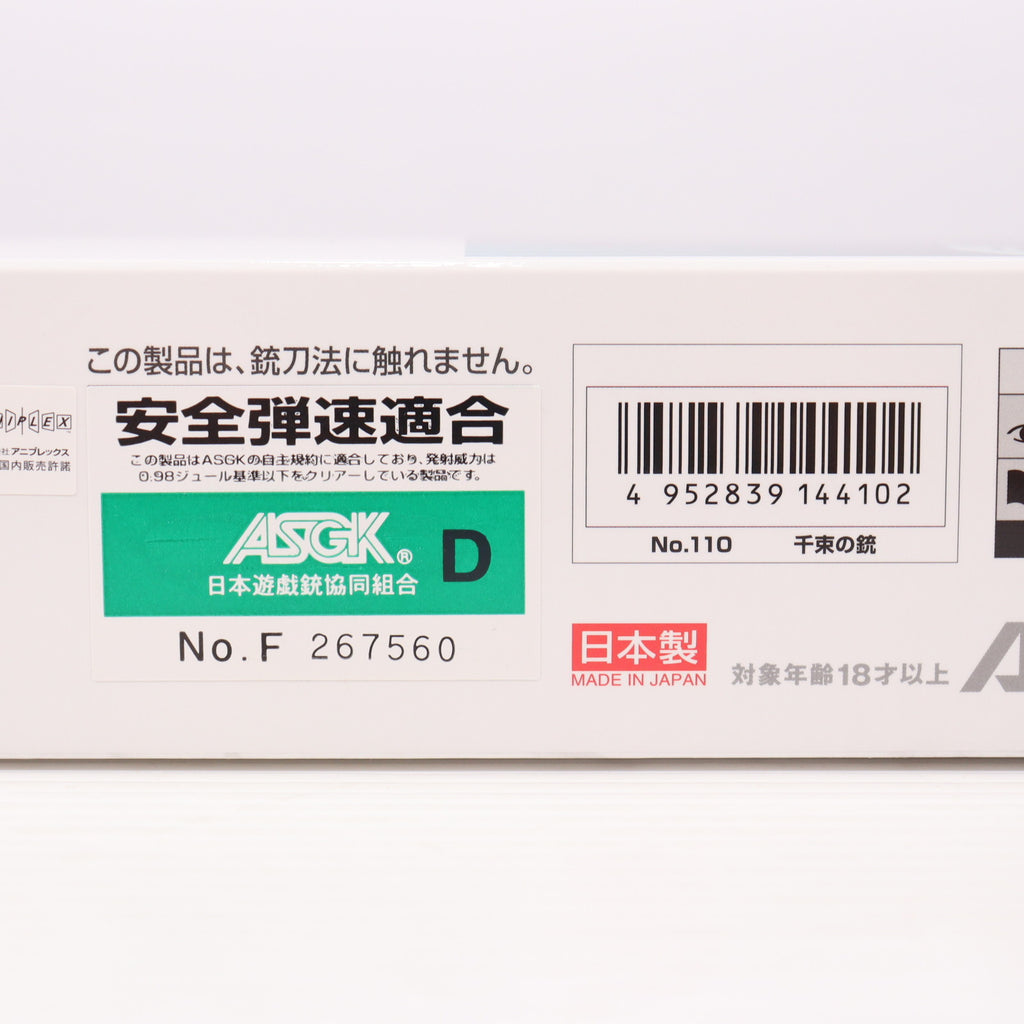 この製品は、銃刀法に触れません。
アニプレックス
国内販売許諾
安全弾速適合
この製品はASGKの自主規約に適合しており、発射威力は
0.98ジュール基準以下をクリアーしている製品です。
ASGK®
D
日本遊戯銃協同組合
No.F 267560
4 952839 144102
No.110 千束の銃
日本製
MADE IN JAPAN
対象年齢18才以上